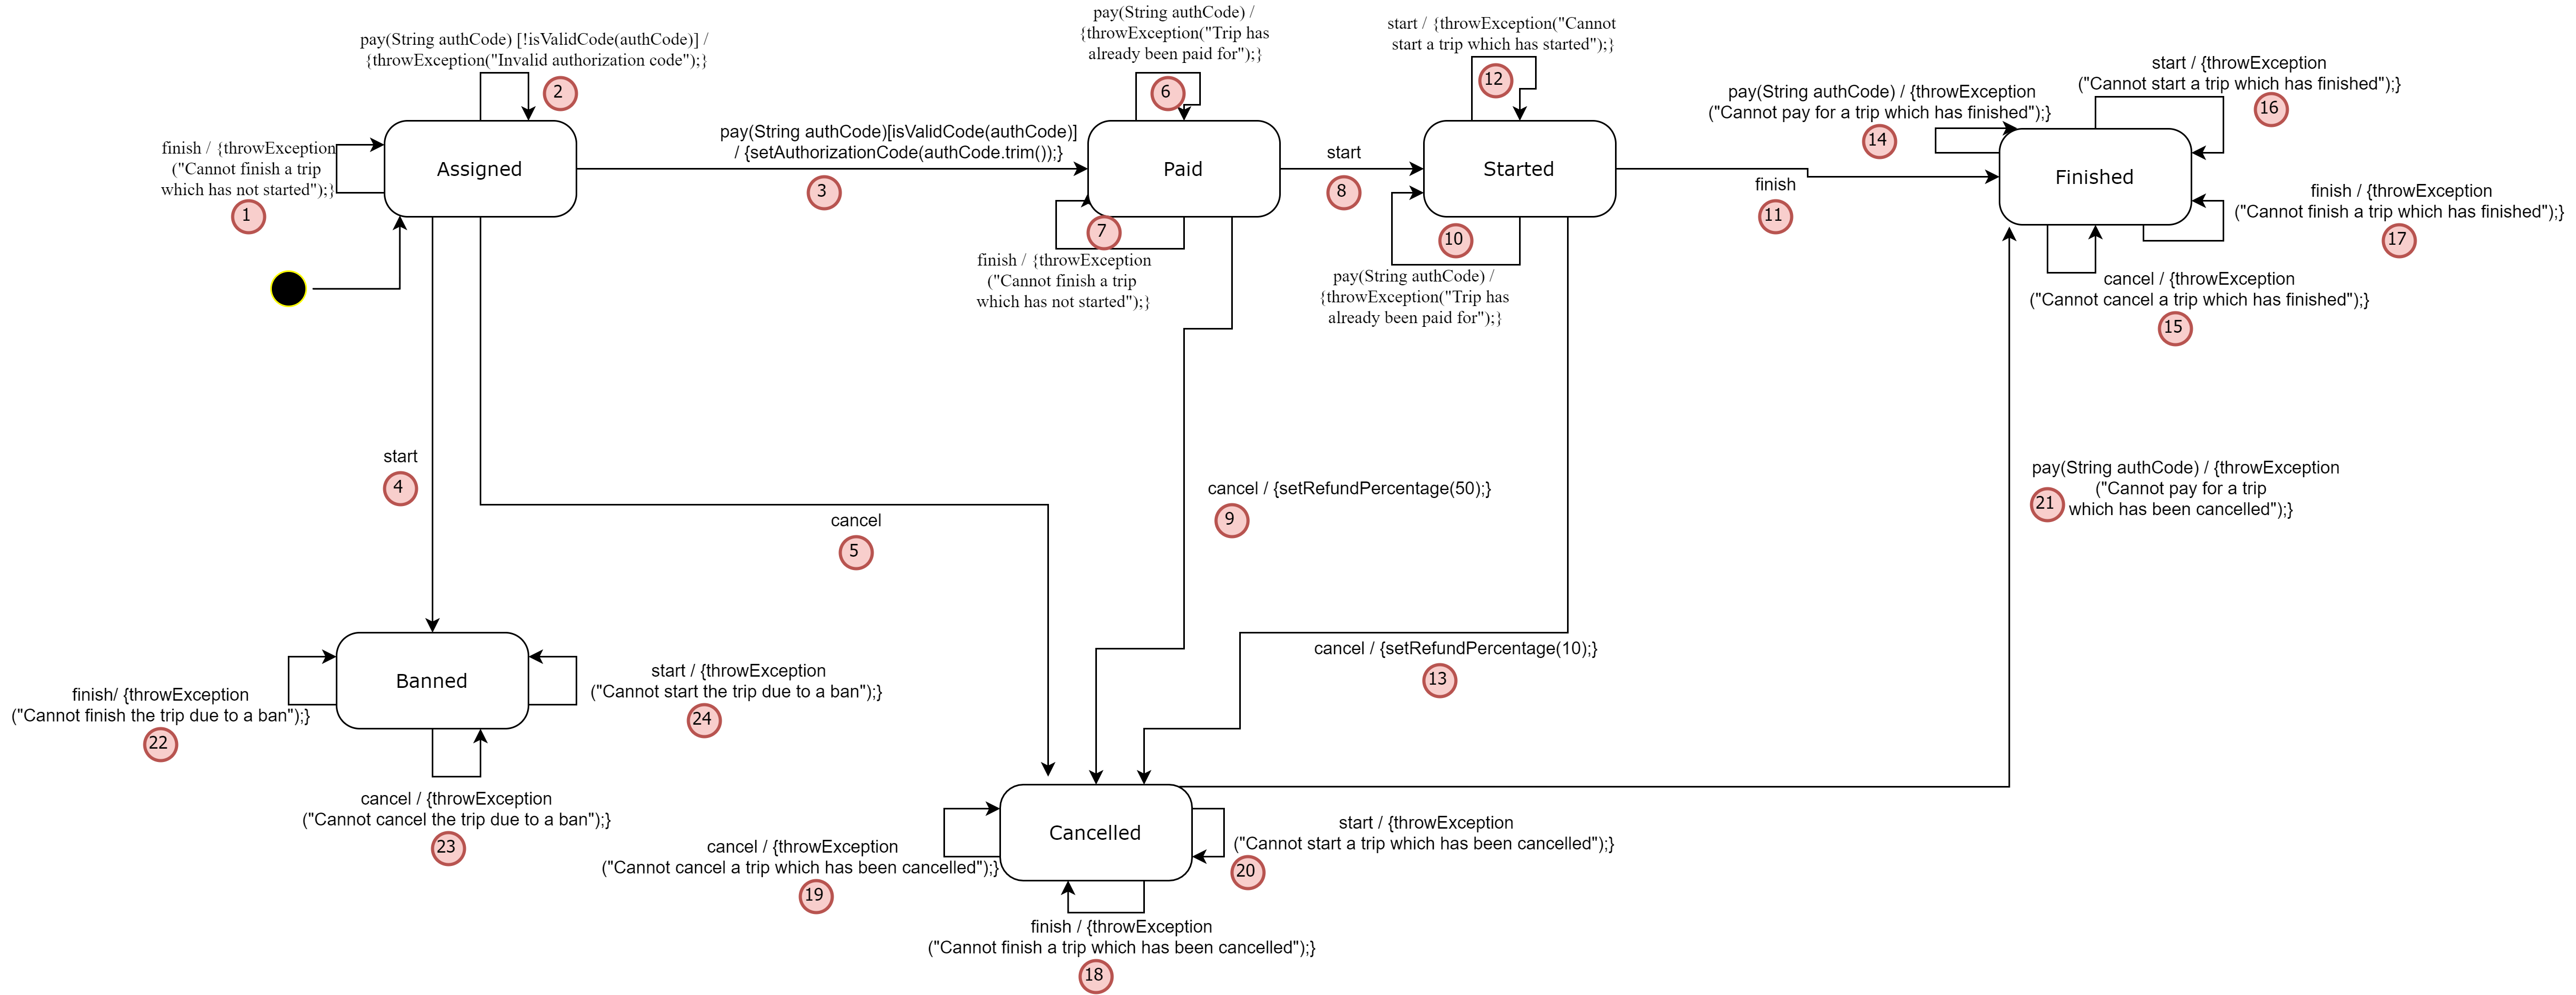 pay(String authCode) [!isValidCode(authCode)] /
{throwException("Invalid authorization code");}
2
finish / {throwException
("Cannot finish a trip
which has not started");}
1
Assigned
pay(String authCode)[isValidCode(authCode)]
/ {setAuthorizationCode(authCode.trim());}
3
pay(String authCode) /
{throwException("Trip has
already been paid for");}
6
Paid
7
finish / {throwException
("Cannot finish a trip
which has not started");}
start
8
start / {throwException("Cannot
start a trip which has started");}
12
Started
10
pay(String authCode) /
{throwException("Trip has
already been paid for");}
finish
11
pay(String authCode) / {throwException
("Cannot pay for a trip which has finished");}
14
start / {throwException
("Cannot start a trip which has finished");}
16
Finished
finish / {throwException
("Cannot finish a trip which has finished");}
17
cancel / {throwException
("Cannot cancel a trip which has finished");}
15
start
4
cancel
5
cancel / {setRefundPercentage(50);}
9
pay(String authCode) / {throwException
("Cannot pay for a trip
which has been cancelled");}
21
cancel / {setRefundPercentage(10);}
13
Banned
finish/ {throwException
("Cannot finish the trip due to a ban");}
22
start / {throwException
("Cannot start the trip due to a ban");}
24
cancel / {throwException
("Cannot cancel the trip due to a ban");}
23
Cancelled
cancel / {throwException
("Cannot cancel a trip which has been cancelled");}
19
start / {throwException
("Cannot start a trip which has been cancelled");}
20
finish / {throwException
("Cannot finish a trip which has been cancelled");}
18